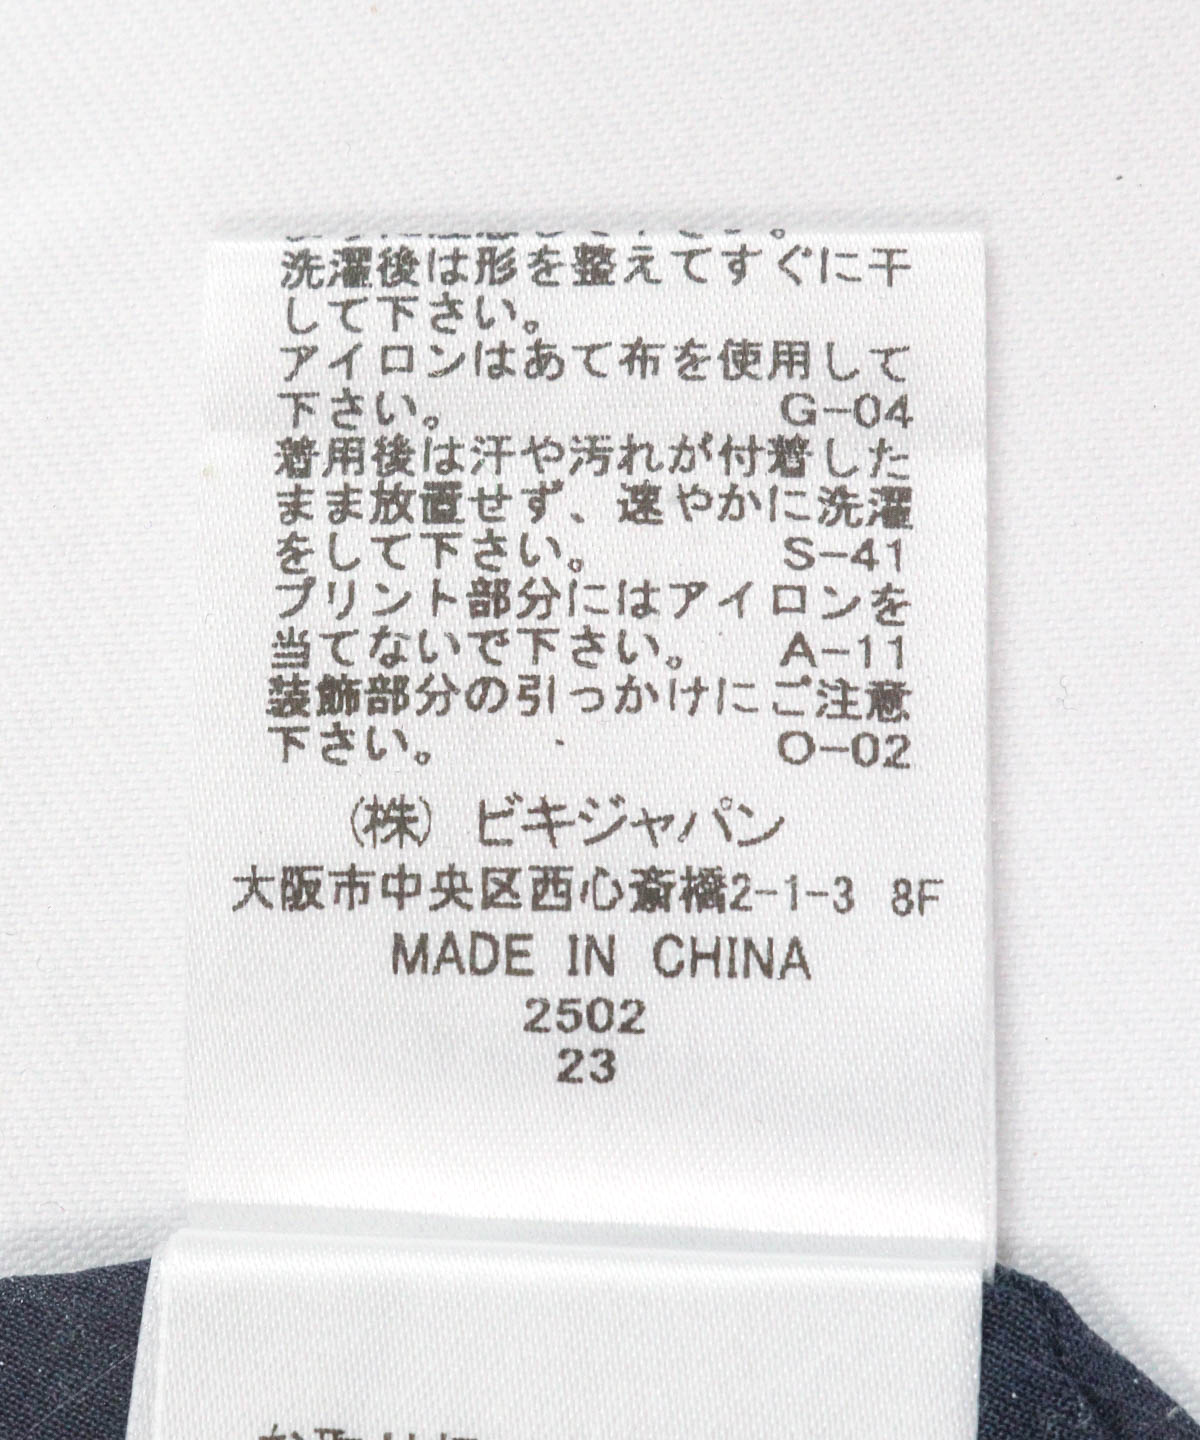 洗濯後は形を整えてすぐに干
して下さい。
アイロンはあて布を使用して
下さい。 G-04
着用後は汗や汚れが付着した
まま放置せず、速やかに洗濯
をして下さい。 S-41
プリント部分にはアイロンを
当てないで下さい。 A-11
装飾部分の引っかけにご注意
下さい。 O-02
(株) ビキジャパン
大阪市中央区西心斎橋2-1-3 8F
MADE IN CHINA
2502
23